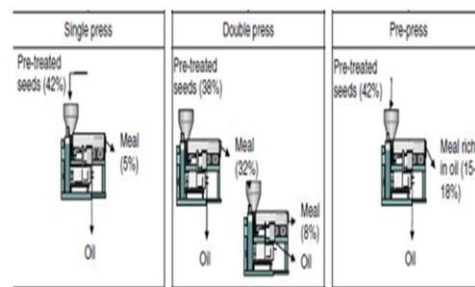 Single press
Pre-treated
seeds (42%)
Meal
(5%)
Oil
Double press
Pre-treated
seeds (38%)
Meal
(32%)
Meal
(8%)
Oil
Oil
Pre-press
Pre-treated
seeds (42%)
Meal rich
in oil (15-
18%)
Oil